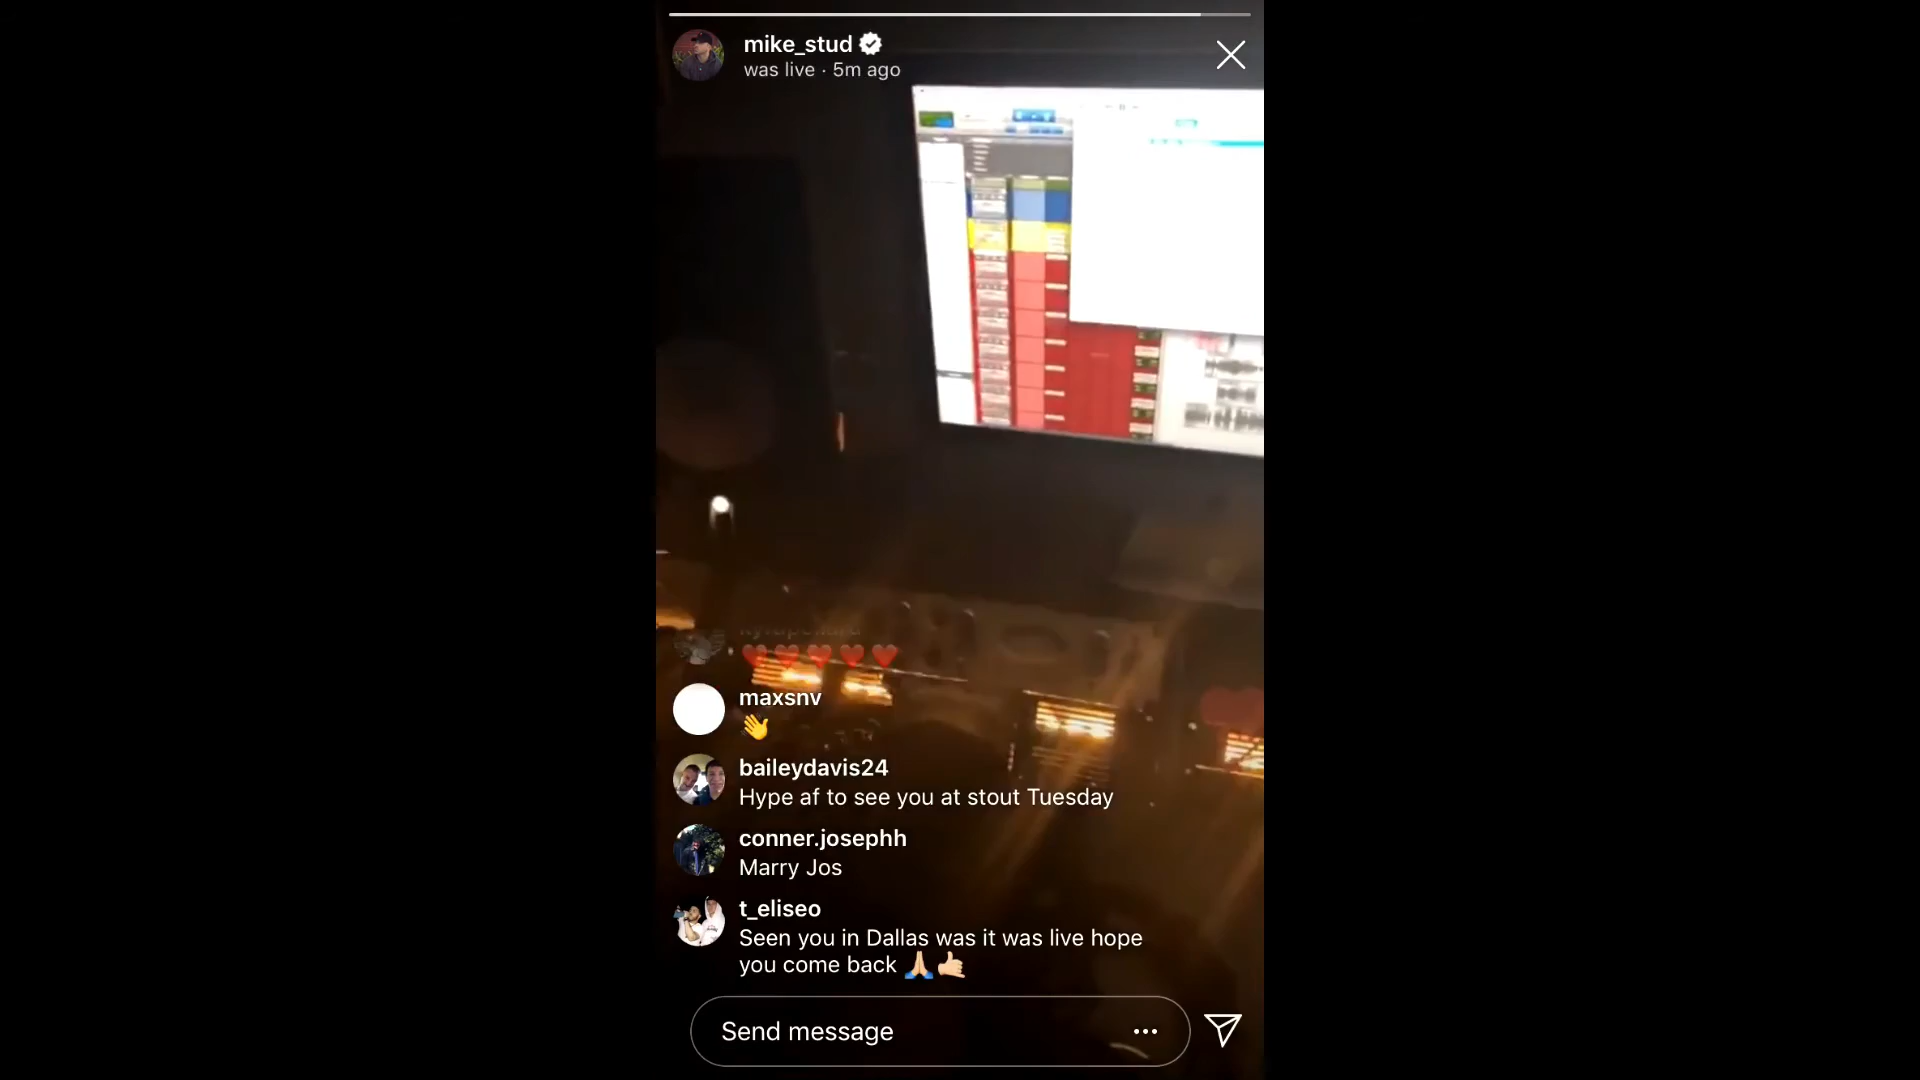 mike_stud
was live · 5m ago
❤️❤️❤️❤️❤️
maxsnv
👋
baileydavis24
Hype af to see you at stout Tuesday
conner.josephh
Marry Jos
t_eliseo
Seen you in Dallas was it was live hope
you come back 🙏🏼🤙🏼
Send message